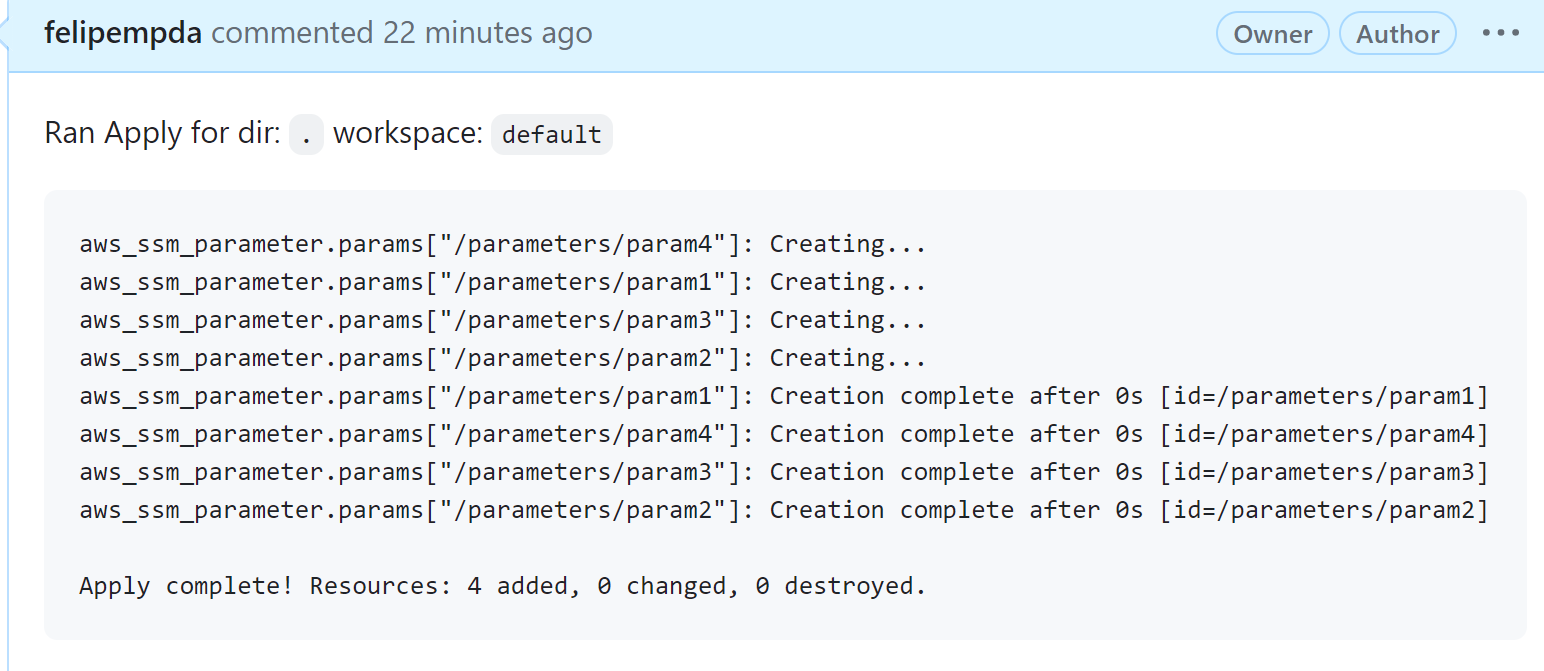 felipempda commented 22 minutes ago Owner Author ...
Ran Apply for dir: . workspace: default
aws_ssm_parameter.params["/parameters/param4"]: Creating...
aws_ssm_parameter.params["/parameters/param1"]: Creating...
aws_ssm_parameter.params["/parameters/param3"]: Creating...
aws_ssm_parameter.params["/parameters/param2"]: Creating...
aws_ssm_parameter.params["/parameters/param1"]: Creation complete after 0s [id=/parameters/param1]
aws_ssm_parameter.params["/parameters/param4"]: Creation complete after 0s [id=/parameters/param4]
aws_ssm_parameter.params["/parameters/param3"]: Creation complete after 0s [id=/parameters/param3]
aws_ssm_parameter.params["/parameters/param2"]: Creation complete after 0s [id=/parameters/param2]
Apply complete! Resources: 4 added, 0 changed, 0 destroyed.